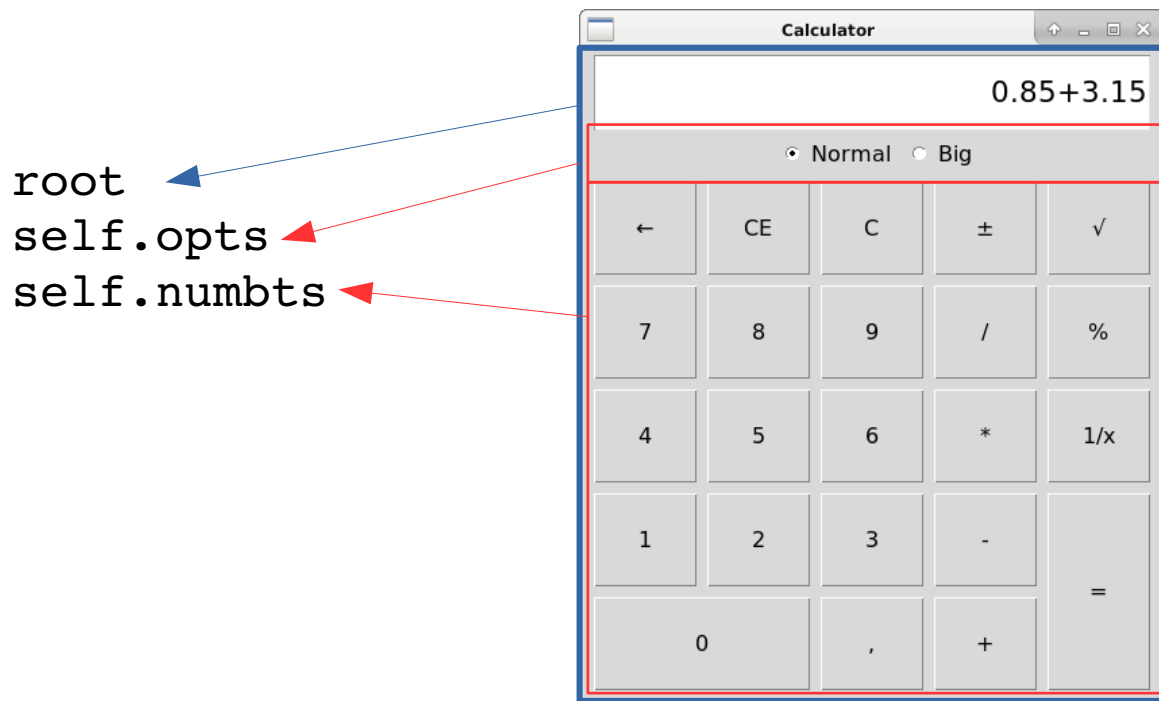 Calculator
0.85+3.15
Normal Big
root
self.opts
self.numbts
← CE C ± √
7 8 9 / %
4 5 6 * 1/x
1 2 3 -
=
0 , +